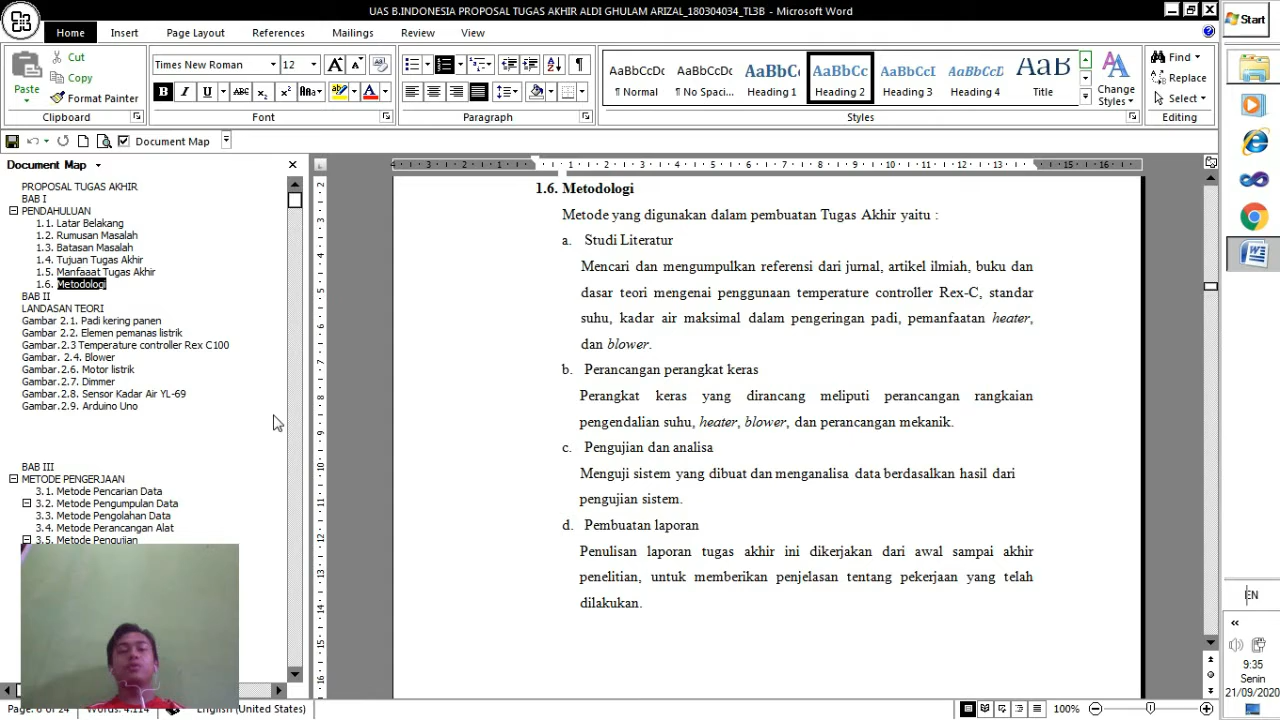 UAS B.INDONESIA PROPOSAL TUGAS AKHIR ALDI GHULAM ARIZAL_180304034_TL3B - Microsoft Word
Start
Home Insert Page Layout References Mailings Review View
Paste
Cut
Copy
Format Painter
Clipboard
Times New Roman 12
B I U ABC X₂ X² Aa
Font
Paragraph
AaBbCcDc AaBbCcDc AaBbC AaBbCc AaBbCcI AaBbCcD AaB
¶ Normal ¶ No Spaci... Heading 1 Heading 2 Heading 3 Heading 4 Title
Change
Styles
Styles
Find
Replace
Select
Editing
Document Map
Document Map
PROPOSAL TUGAS AKHIR
BAB I
PENDAHULUAN
1.1. Latar Belakang
1.2. Rumusan Masalah
1.3. Batasan Masalah
1.4. Tujuan Tugas Akhir
1.5. Manfaaat Tugas Akhir
1.6. Metodologi
BAB II
LANDASAN TEORI
Gambar 2.1. Padi kering panen
Gambar 2.2. Elemen pemanas listrik
Gambar.2.3 Temperature controller Rex C100
Gambar. 2.4. Blower
Gambar.2.6. Motor listrik
Gambar.2.7. Dimmer
Gambar.2.8. Sensor Kadar Air YL-69
Gambar.2.9. Arduino Uno
BAB III
METODE PENGERJAAN
3.1. Metode Pencarian Data
3.2. Metode Pengumpulan Data
3.3. Metode Pengolahan Data
3.4. Metode Perancangan Alat
3.5. Metode Pengujian
1.6. Metodologi
Metode yang digunakan dalam pembuatan Tugas Akhir yaitu :
a. Studi Literatur
Mencari dan mengumpulkan referensi dari jurnal, artikel ilmiah, buku dan
dasar teori mengenai penggunaan temperature controller Rex-C, standar
suhu, kadar air maksimal dalam pengeringan padi, pemanfaatan heater,
dan blower.
b. Perancangan perangkat keras
Perangkat keras yang dirancang meliputi perancangan rangkaian
pengendalian suhu, heater, blower, dan perancangan mekanik.
c. Pengujian dan analisa
Menguji sistem yang dibuat dan menganalisa data berdasalkan hasil dari
pengujian sistem.
d. Pembuatan laporan
Penulisan laporan tugas akhir ini dikerjakan dari awal sampai akhir
penelitian, untuk memberikan penjelasan tentang pekerjaan yang telah
dilakukan.
Page: 6 of 24 Words: 4.114 English (United States) 100%
EN
9:35
Senin
21/09/2020